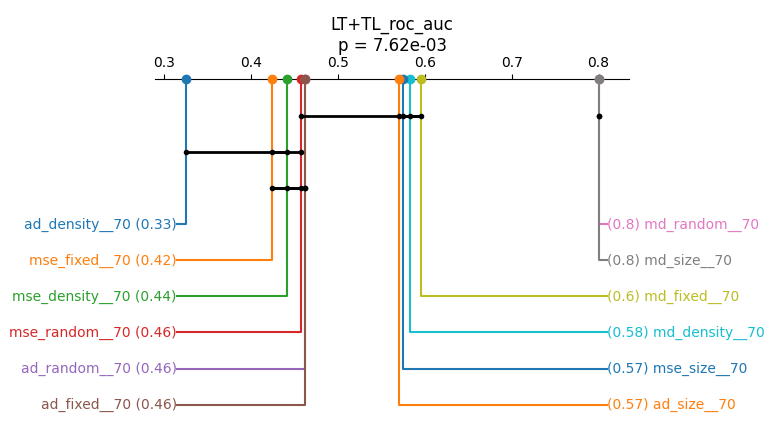 LT+TL_roc_auc
p = 7.62e-03
0.3 0.4 0.5 0.6 0.7 0.8
ad_density__70 (0.33)
(0.8) md_random__70
mse_fixed__70 (0.42)
(0.8) md_size__70
mse_density__70 (0.44)
(0.6) md_fixed__70
mse_random__70 (0.46)
(0.58) md_density__70
ad_random__70 (0.46)
(0.57) mse_size__70
ad_fixed__70 (0.46)
(0.57) ad_size__70